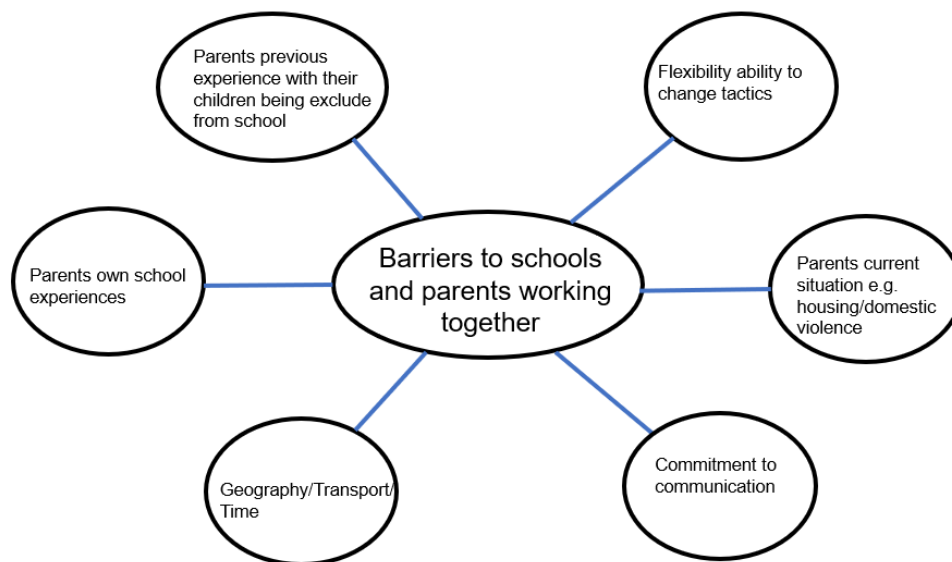 Parents previous
experience with their
children being exclude
from school
Flexibility ability to
change tactics
Parents own school
experiences
Barriers to schools
and parents working
together
Parents current
situation e.g.
housing/domestic
violence
Geography/Transport/
Time
Commitment to
communication